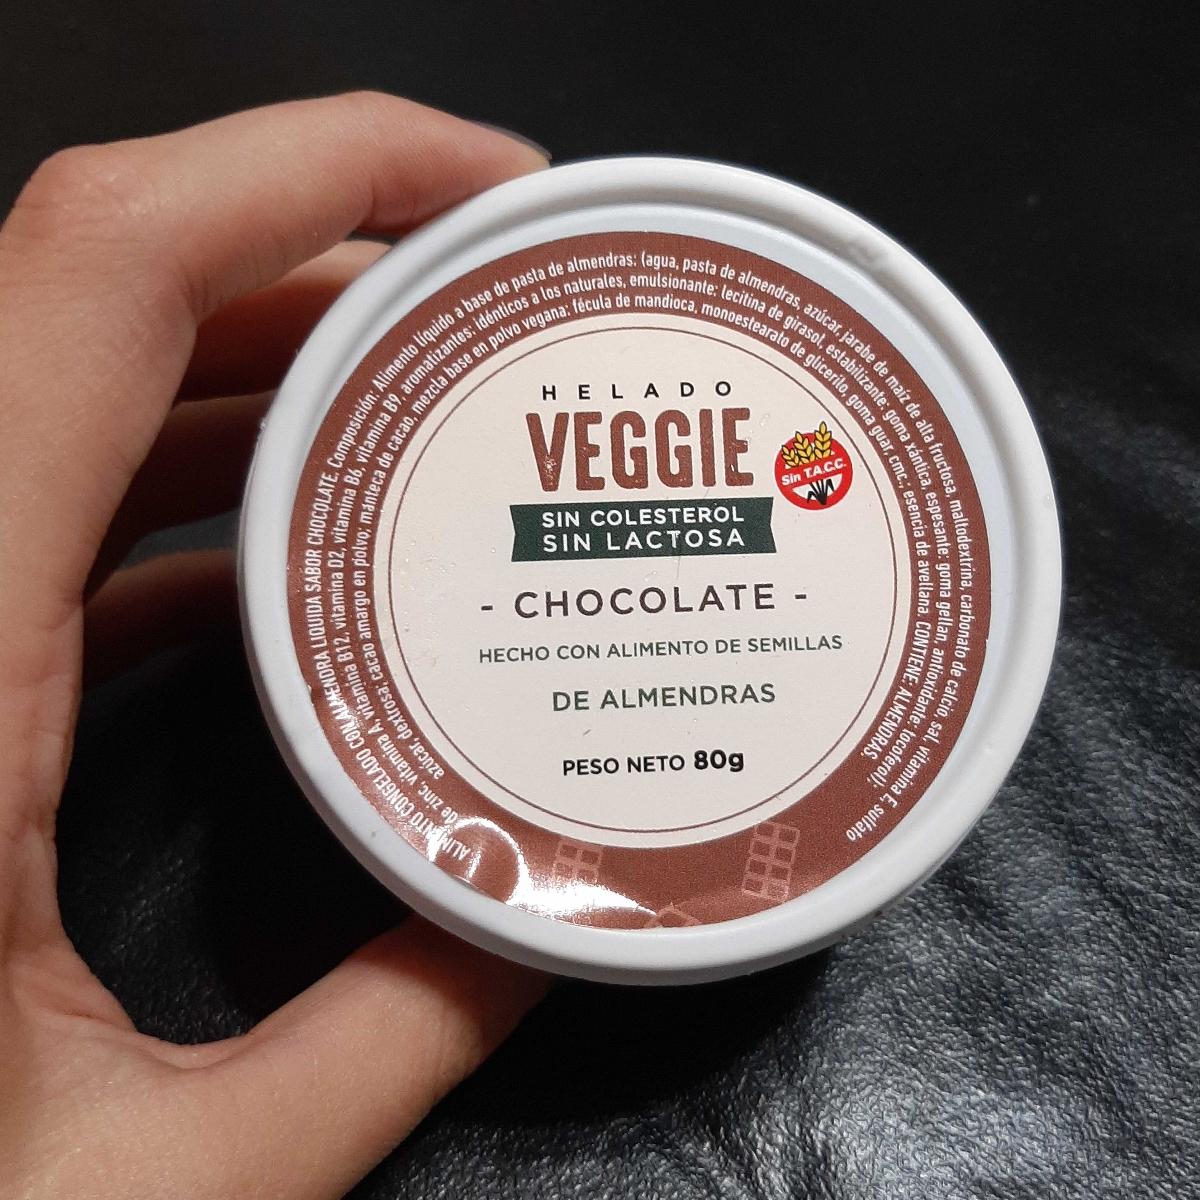 ALIMENTO CONGELADO CON ALMENDRA LIQUIDA SABOR CHOCOLATE. Composición: Alimento líquido a base de pasta de almendras: (agua, pasta de almendras, azúcar, jarabe de maíz de alta fructosa, maltodextrina, carbonato de calcio, sal, vitamina E, sulfato
de zinc, vitamina A, vitamina B12, vitamina D2, vitamina B6, vitamina B9, aromatizantes: idénticos a los naturales, emulsionante: lecitina de girasol, estabilizante: goma xántica, espesante: goma gellan, antioxidante: tocoferol);
azúcar, dextrosa, cacao amargo en polvo, manteca de cacao, mezcla base en polvo vegana: fécula de mandioca, monoestearato de glicerilo, goma guar, cmc., esencia de avellana. CONTIENE: ALMENDRAS.
HELADO
VEGGIE
Sin T.A.C.C.
SIN COLESTEROL
SIN LACTOSA
- CHOCOLATE -
HECHO CON ALIMENTO DE SEMILLAS
DE ALMENDRAS
PESO NETO 80g